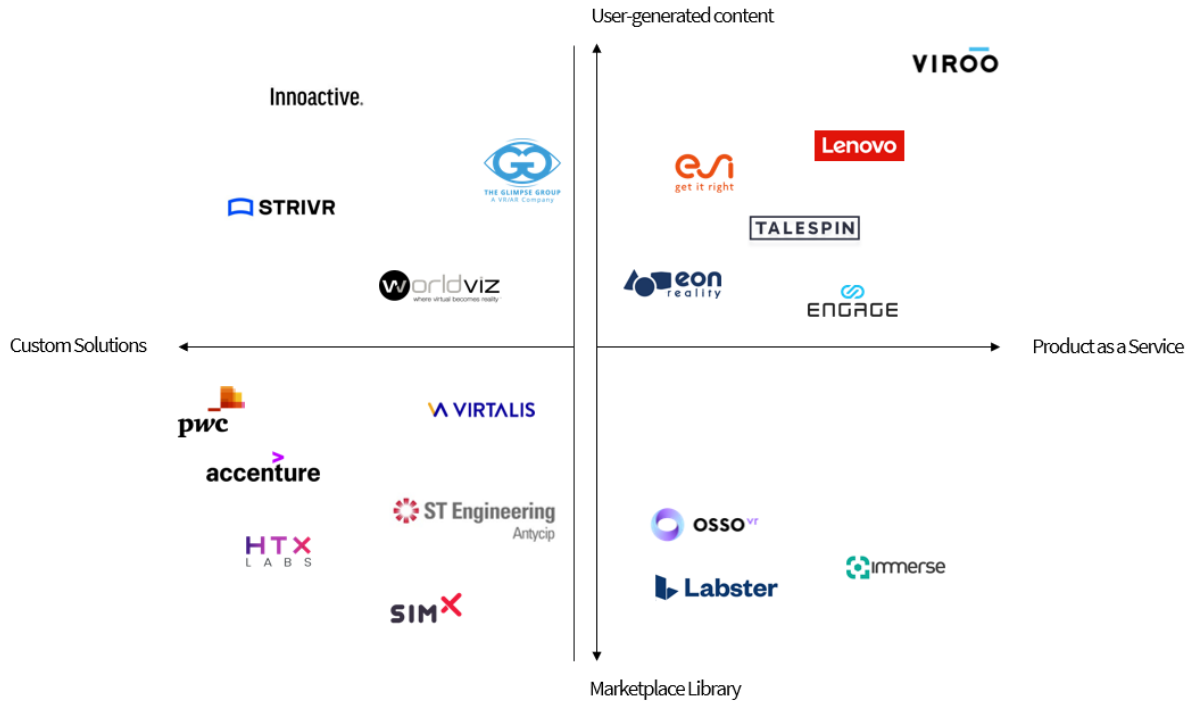 User-generated content
VIROO
Innoactive.
Lenovo
GG
THE GLIMPSE GROUP
A VR/AR Company
esi
get it right
STRIVR
TALESPIN
worldviz
where virtual becomes reality
eon
reality
ENGAGE
Custom Solutions
Product as a Service
pwc
VIRTALIS
accenture
ST Engineering
Antycip
OSSO vr
HTX
LABS
immerse
Labster
SIMX
Marketplace Library